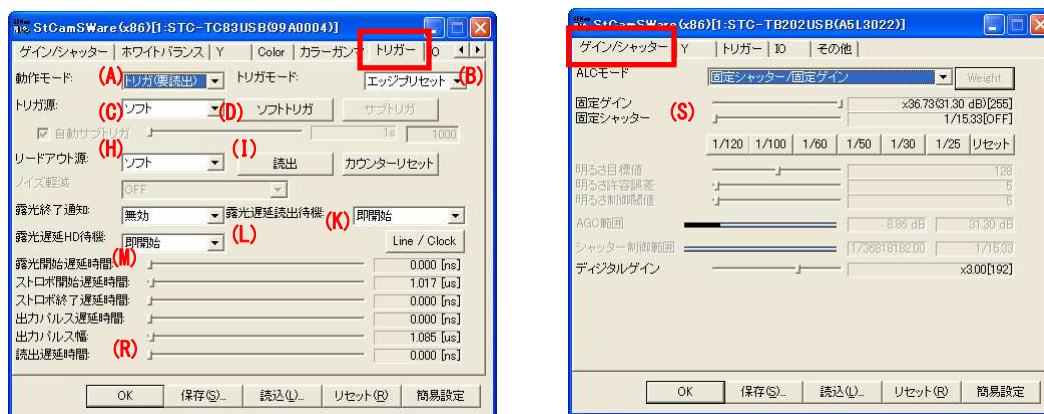 StCamSWare (x86)[1:STC-TC83USB(99A0004)]
ゲイン/シャッター ホワイトバランス Y Color カラーガンマ トリガー IO
動作モード: (A) トリガ(要読出) トリガモード: エッジプリセット (B)
トリガ源: (C) ソフト (D) ソフトトリガ サブトリガ
自動サブトリガ 1s 1000
リードアウト源: (H) ソフト (I) 読出 カウンターリセット
ノイズ軽減 OFF
露光終了通知: 無効 露光遅延読出待機: (K) 即開始
露光遅延HD待機: 即開始 (L) Line / Clock
露光開始遅延時間: (M) 0.000 [ns]
ストロボ開始遅延時間: 1.017 [us]
ストロボ終了遅延時間: 0.000 [ns]
出力パルス遅延時間: 0.000 [ns]
出力パルス幅: 1.085 [us]
読出遅延時間: (R) 0.000 [ns]
OK 保存(S)... 読込(L)... リセット(R) 簡易設定
StCamSWare (x86)[1:STC-TB202USB(A5L3022)]
ゲイン/シャッター Y トリガー IO その他
ALCモード 固定シャッター/固定ゲイン Weight
固定ゲイン (S) x36.73(31.30 dB)[255]
固定シャッター 1/15.33[OFF]
1/120 1/100 1/60 1/50 1/30 1/25 リセット
明るさ目標値 128
明るさ許容誤差 5
明るさ制御閾値 5
AGC範囲 8.86 dB 31.30 dB
シャッター制御範囲 1/36818182.00 1/15.33
ディジタルゲイン x3.00[192]
OK 保存(S)... 読込(L)... リセット(R) 簡易設定